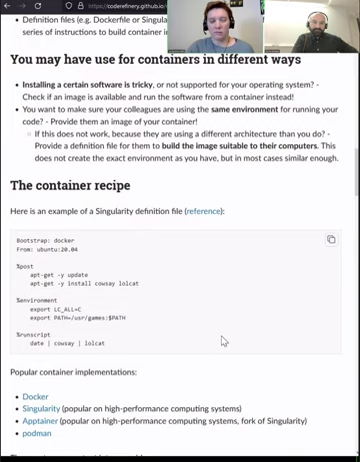 https://coderefinery.github.io/
• Definition files (e.g. Dockerfile or Singula
series of instructions to build container
You may have use for containers in different ways
• Installing a certain software is tricky, or not supported for your operating system? -
Check if an image is available and run the software from a container instead!
• You want to make sure your colleagues are using the same environment for running your
code? - Provide them an image of your container!
◦ If this does not work, because they are using a different architecture than you do? -
Provide a definition file for them to build the image suitable to their computers. This
does not create the exact environment as you have, but in most cases similar enough.
The container recipe
Here is an example of a Singularity definition file (reference):
Bootstrap: docker
From: ubuntu:20.04
%post
apt-get -y update
apt-get -y install cowsay lolcat
%environment
export LC_ALL=C
export PATH=/usr/games:$PATH
%runscript
date | cowsay | lolcat
Popular container implementations:
• Docker
• Singularity (popular on high-performance computing systems)
• Apptainer (popular on high-performance computing systems, fork of Singularity)
• podman